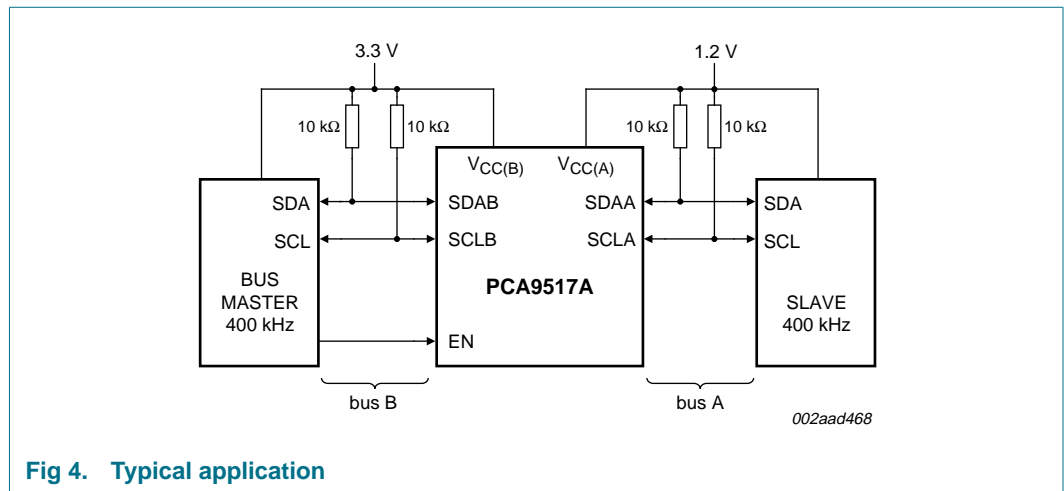 3.3 V
1.2 V
10 kΩ
10 kΩ
10 kΩ
10 kΩ
VCC(B)
VCC(A)
SDA
SDAB
SDAA
SDA
SCL
SCLB
SCLA
SCL
BUS
MASTER
400 kHz
PCA9517A
SLAVE
400 kHz
EN
bus B
bus A
002aad468
Fig 4. Typical application